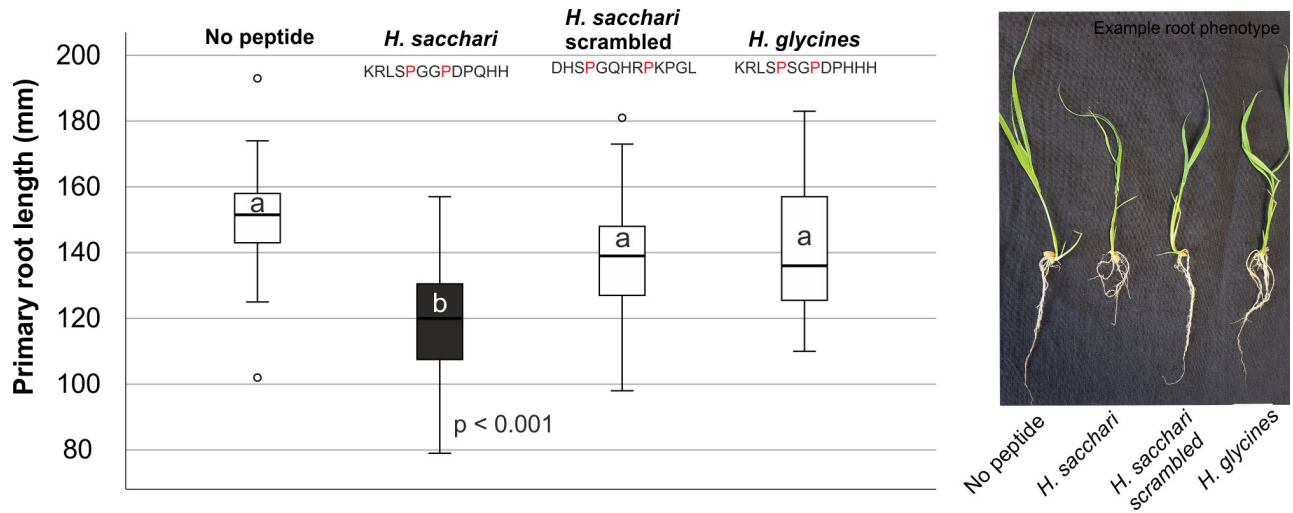 No peptide
H. sacchari
KRLSPGGPDPQHH
H. sacchari
scrambled
DHSPGQHRPKPGL
H. glycines
KRLSPSGPDPHHH
Primary root length (mm)
200
180
160
140
120
100
80
a
b
a
a
p < 0.001
Example root phenotype
No peptide
H. sacchari
H. sacchari
scrambled
H. glycines